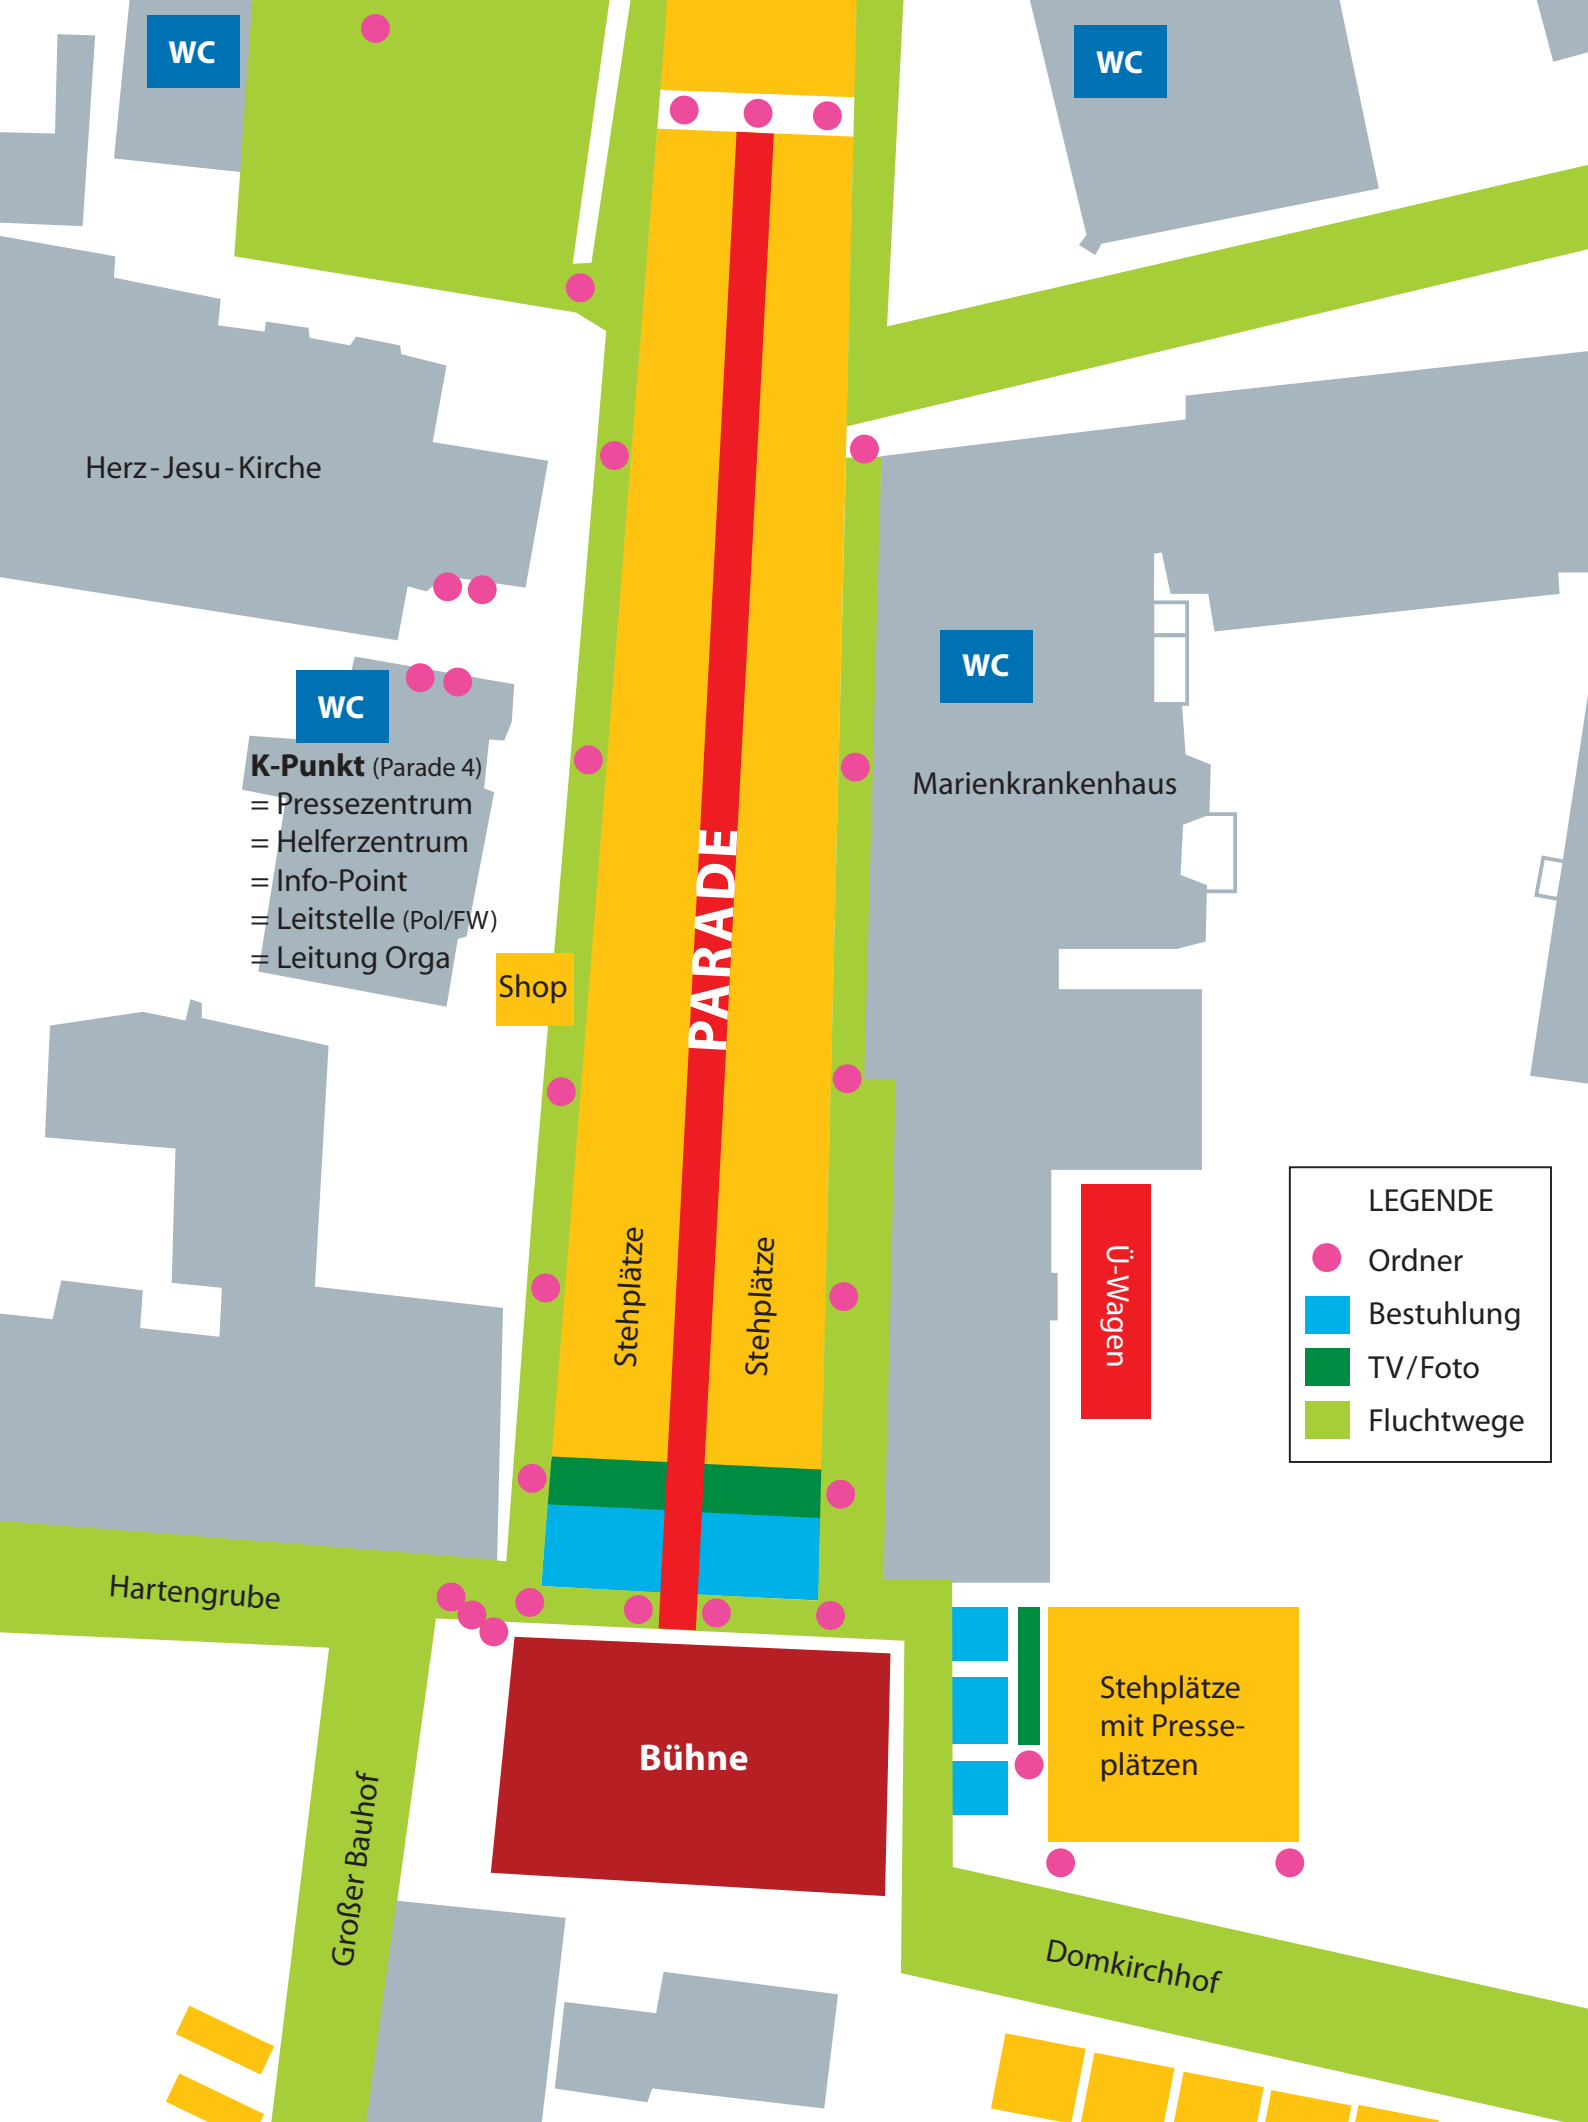 WC
WC
Herz-Jesu-Kirche
WC
WC
K-Punkt (Parade 4)
= Pressezentrum
= Helferzentrum
= Info-Point
= Leitstelle (Pol/FW)
= Leitung Orga
Marienkrankenhaus
PARADE
Shop
Stehplätze
Stehplätze
Ü-Wagen
LEGENDE
Ordner
Bestuhlung
TV/Foto
Fluchtwege
Hartengrube
Stehplätze
mit Presse-
plätzen
Bühne
Großer Bauhof
Domkirchhof